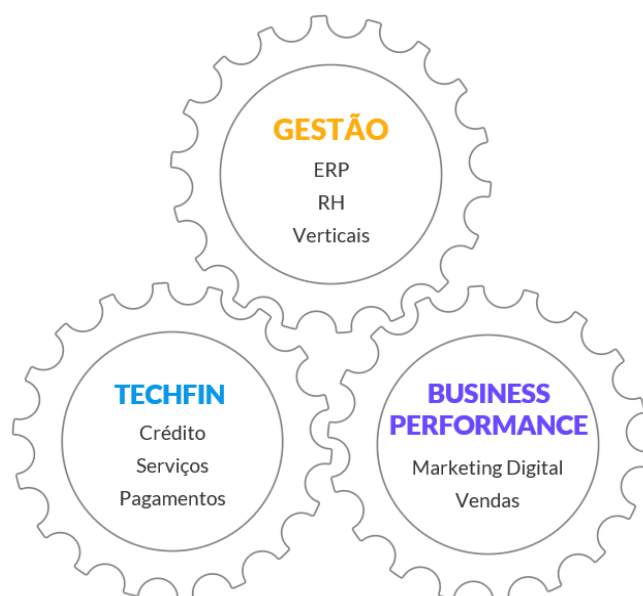 GESTÃO
ERP
RH
Verticais
TECHFIN
Crédito
Serviços
Pagamentos
BUSINESS
PERFORMANCE
Marketing Digital
Vendas